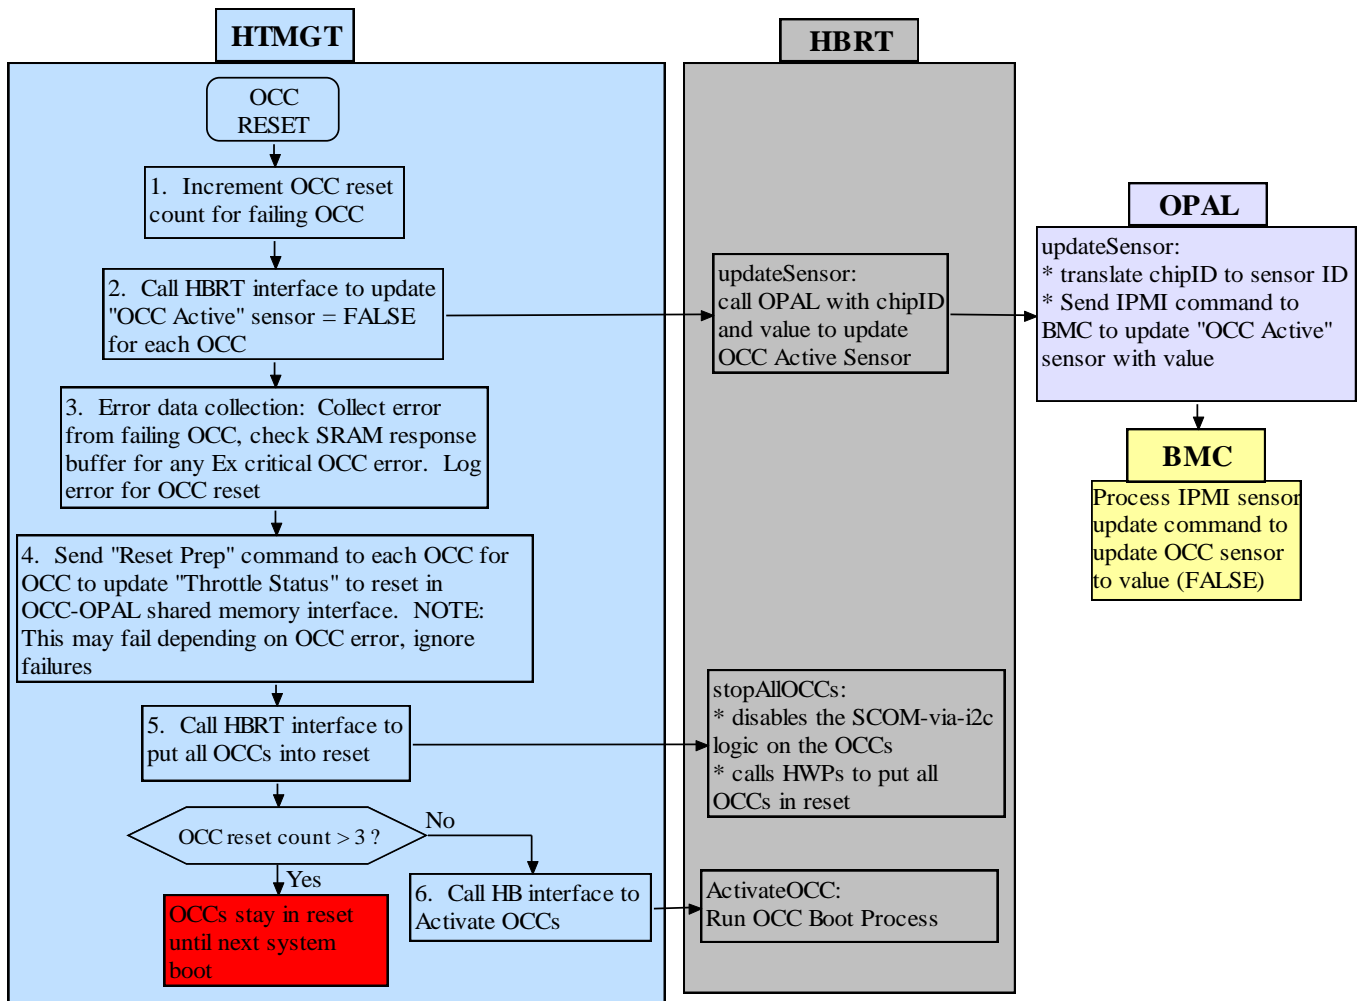 HTMGT
OCC
RESET
1.  Increment OCC reset
count for failing OCC
2.  Call HBRT interface to update
"OCC Active" sensor = FALSE
for each OCC
3.  Error data collection:  Collect error
from failing OCC, check SRAM response
buffer for any Ex critical OCC error.  Log
error for OCC reset
4.  Send "Reset Prep" command to each OCC for
OCC to update "Throttle Status" to reset in
OCC-OPAL shared memory interface.  NOTE:
This may fail depending on OCC error, ignore
failures
5.  Call HBRT interface to
put all OCCs into reset
OCC reset count > 3 ?
No
Yes
OCCs stay in reset
until next system
boot
6.  Call HB interface to
Activate OCCs
HBRT
updateSensor:
call OPAL with chipID
and value to update
OCC Active Sensor
stopAllOCCs:
* disables the SCOM-via-i2c
logic on the OCCs
* calls HWPs to put all
OCCs in reset
ActivateOCC:
Run OCC Boot Process
OPAL
updateSensor:
* translate chipID to sensor ID
* Send IPMI command to
BMC to update "OCC Active"
sensor with value
BMC
Process IPMI sensor
update command to
update OCC sensor
to value (FALSE)